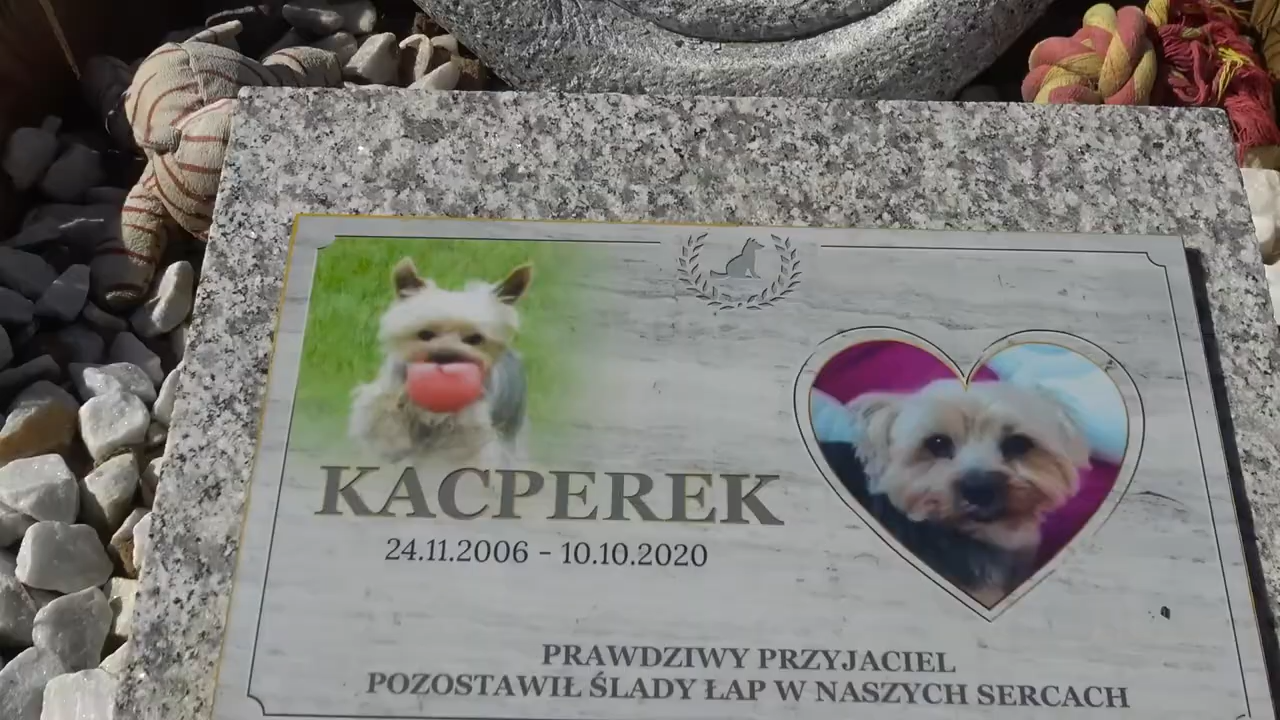 KACPEREK
24.11.2006 - 10.10.2020
PRAWDZIWY PRZYJACIEL
POZOSTAWIŁ ŚLADY ŁAP W NASZYCH SERCACH